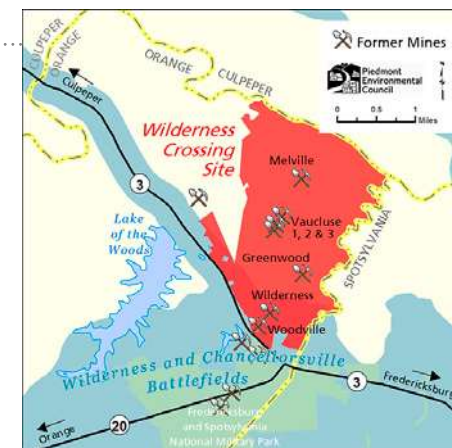 Former Mines
Piedmont
Environmental
Council
0
.5
1
Miles
CULPEPER
ORANGE
ORANGE
CULPEPER
Culpeper
Wilderness
Crossing
Site
Melville
3
Lake
of the
Woods
Vaucluse
1, 2 & 3
SPOTSYLVANIA
Greenwood
Wilderness
Woodville
Wilderness and Chancellorsville
Battlefields
3
Fredericksburg
Orange
20
Fredericksburg
and Spotsylvania
National Military Park